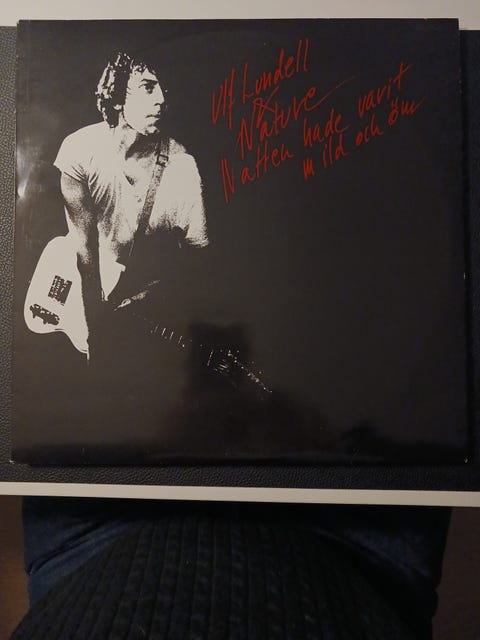 Ulf Lundell
&
Nature
Natten hade varit
mild och öm